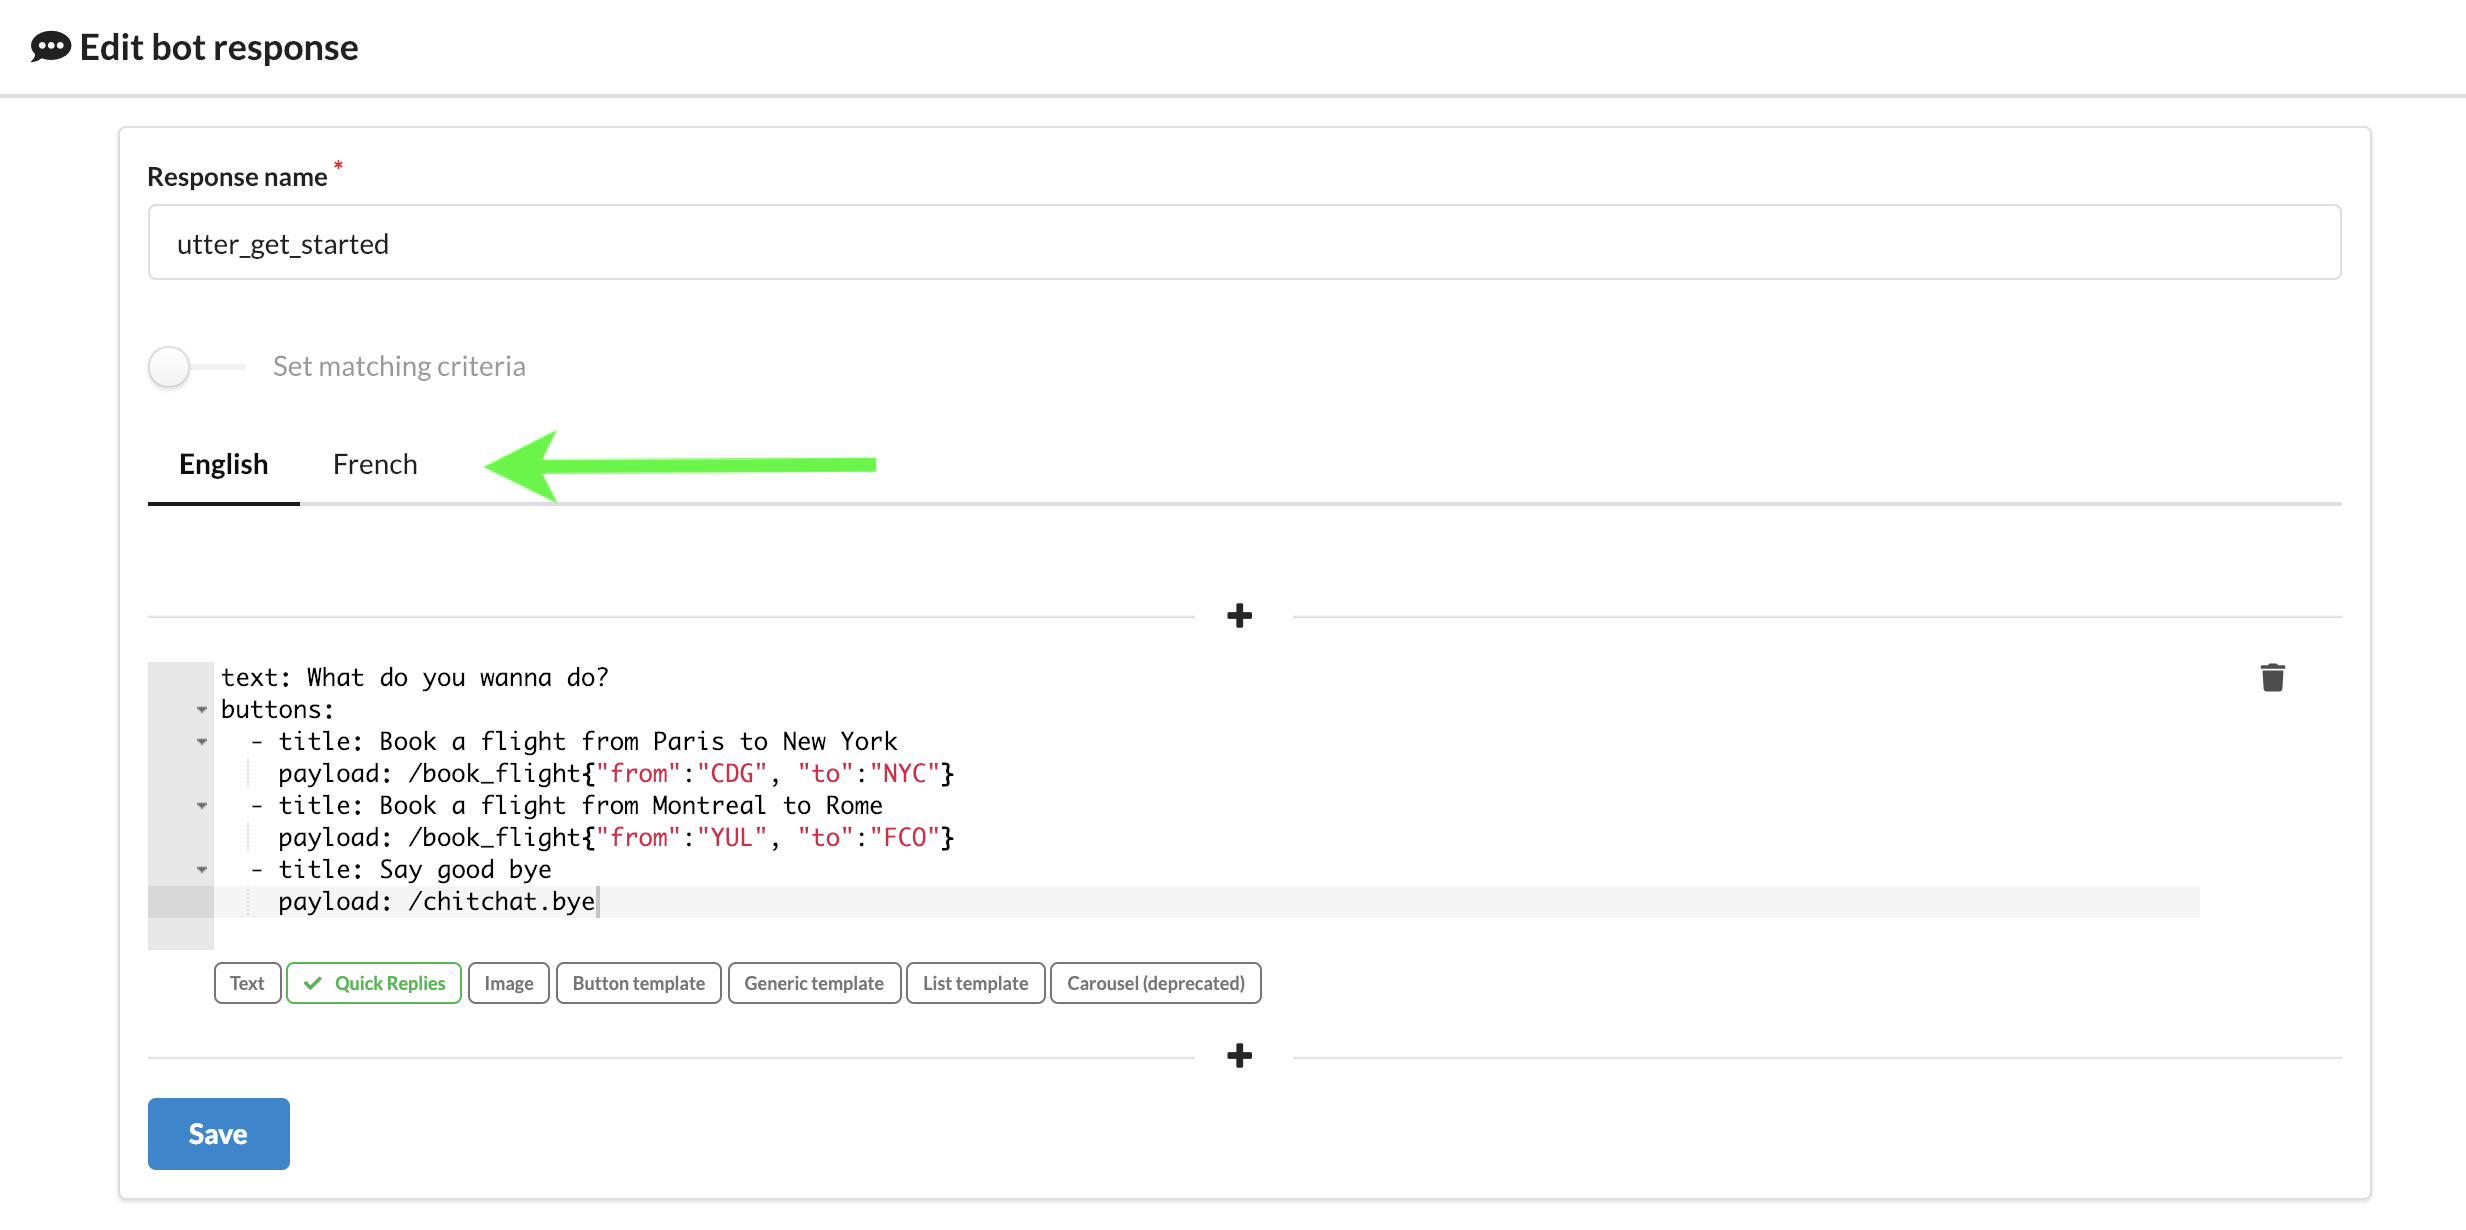 Edit bot response
Response name *
utter_get_started
Set matching criteria
English French
text: What do you wanna do?
buttons:
  - title: Book a flight from Paris to New York
    payload: /book_flight{"from":"CDG", "to":"NYC"}
  - title: Book a flight from Montreal to Rome
    payload: /book_flight{"from":"YUL", "to":"FCO"}
  - title: Say good bye
    payload: /chitchat.bye
Text Quick Replies Image Button template Generic template List template Carousel (deprecated)
Save